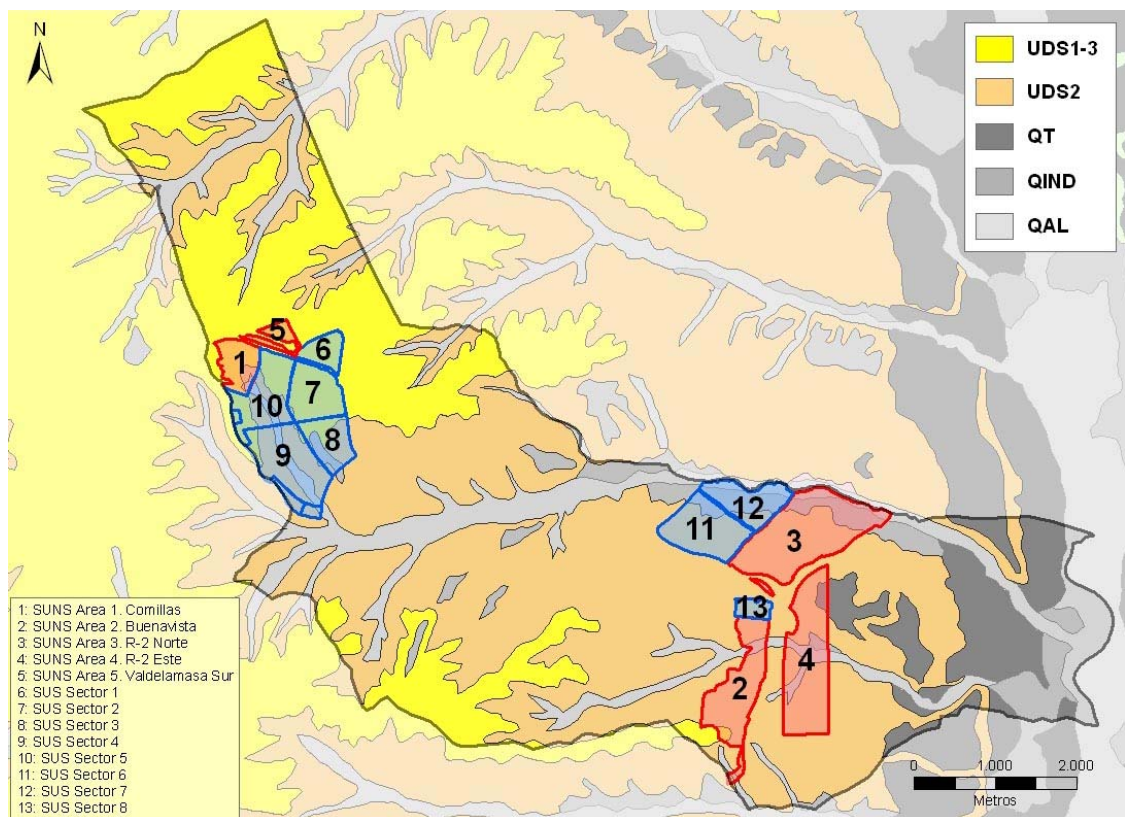 N
UDS1-3
UDS2
QT
QIND
QAL
5
6
1
7
10
8
9
12
11
3
13
4
2
1: SUNS Area 1. Comillas
2: SUNS Area 2. Buenavista
3: SUNS Area 3. R-2 Norte
4: SUNS Area 4. R-2 Este
5: SUNS Area 5. Valdelamasa Sur
6: SUS Sector 1
7: SUS Sector 2
8: SUS Sector 3
9: SUS Sector 4
10: SUS Sector 5
11: SUS Sector 6
12: SUS Sector 7
13: SUS Sector 8
0 1.000 2.000
Metros